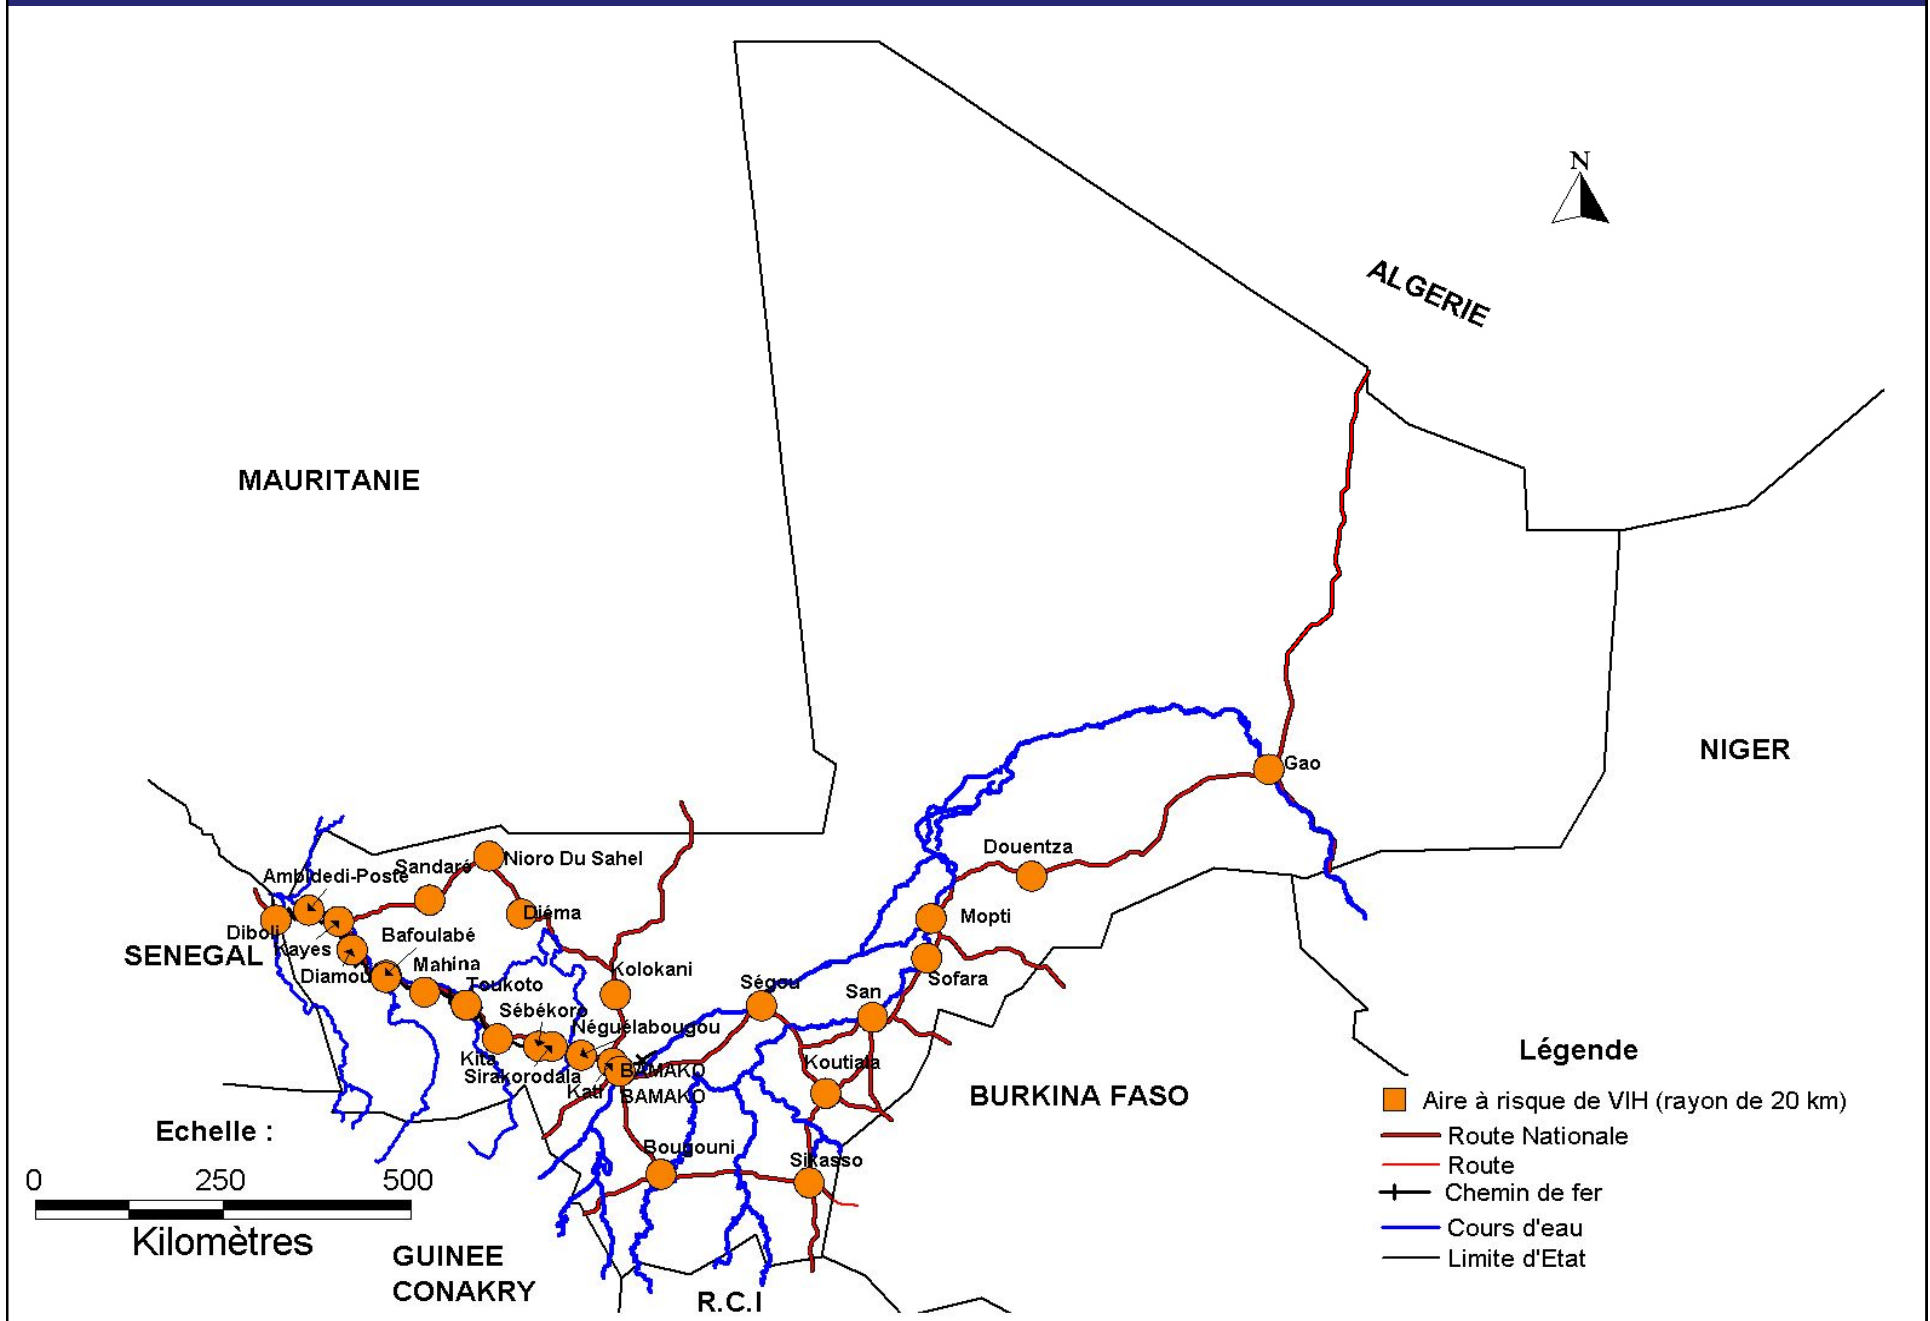 N
ALGERIE
MAURITANIE
NIGER
Gao
Douentza
Nioro Du Sahel
Sandaré
Ambidedi-Poste
Diéma
Mopti
Diboli
Bafoulabé
SENEGAL
Kayes
Mahina
Kolokani
Diamou
Sofara
Toukoto
Ségou
San
Sébékoro
Néguélabougou
Kita
Koutiala
Sirakorodala
BAMAKO
Kati
BAMAKO
BURKINA FASO
Bougouni
Sikasso
Echelle :
0 250 500
Kilomètres
GUINEE
CONAKRY
R.C.I
Légende
Aire à risque de VIH (rayon de 20 km)
Route Nationale
Route
Chemin de fer
Cours d'eau
Limite d'Etat